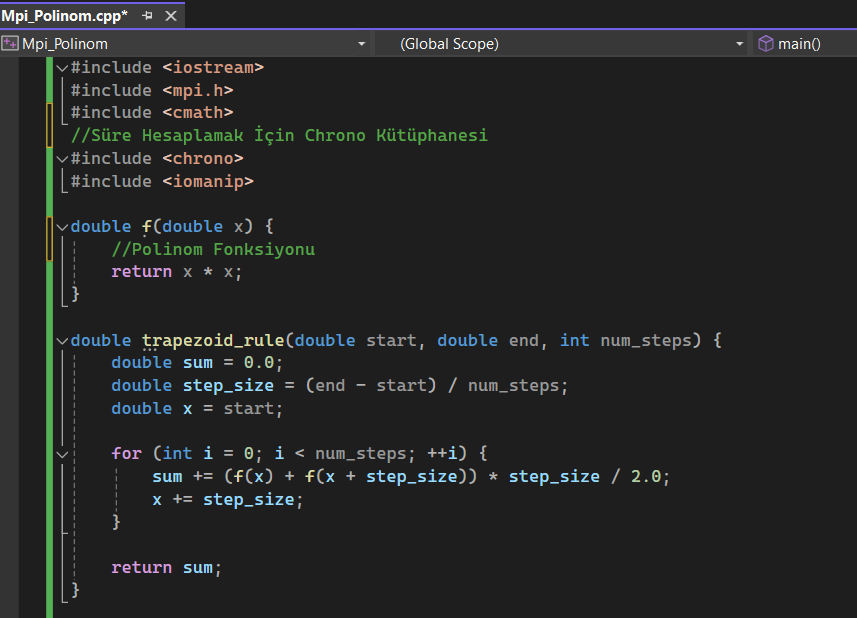 Mpi_Polinom.cpp*
Mpi_Polinom (Global Scope) main()
#include <iostream>
#include <mpi.h>
#include <cmath>
//Süre Hesaplamak İçin Chrono Kütüphanesi
#include <chrono>
#include <iomanip>
double f(double x) {
//Polinom Fonksiyonu
return x * x;
}
double trapezoid_rule(double start, double end, int num_steps) {
double sum = 0.0;
double step_size = (end - start) / num_steps;
double x = start;
for (int i = 0; i < num_steps; ++i) {
sum += (f(x) + f(x + step_size)) * step_size / 2.0;
x += step_size;
}
return sum;
}